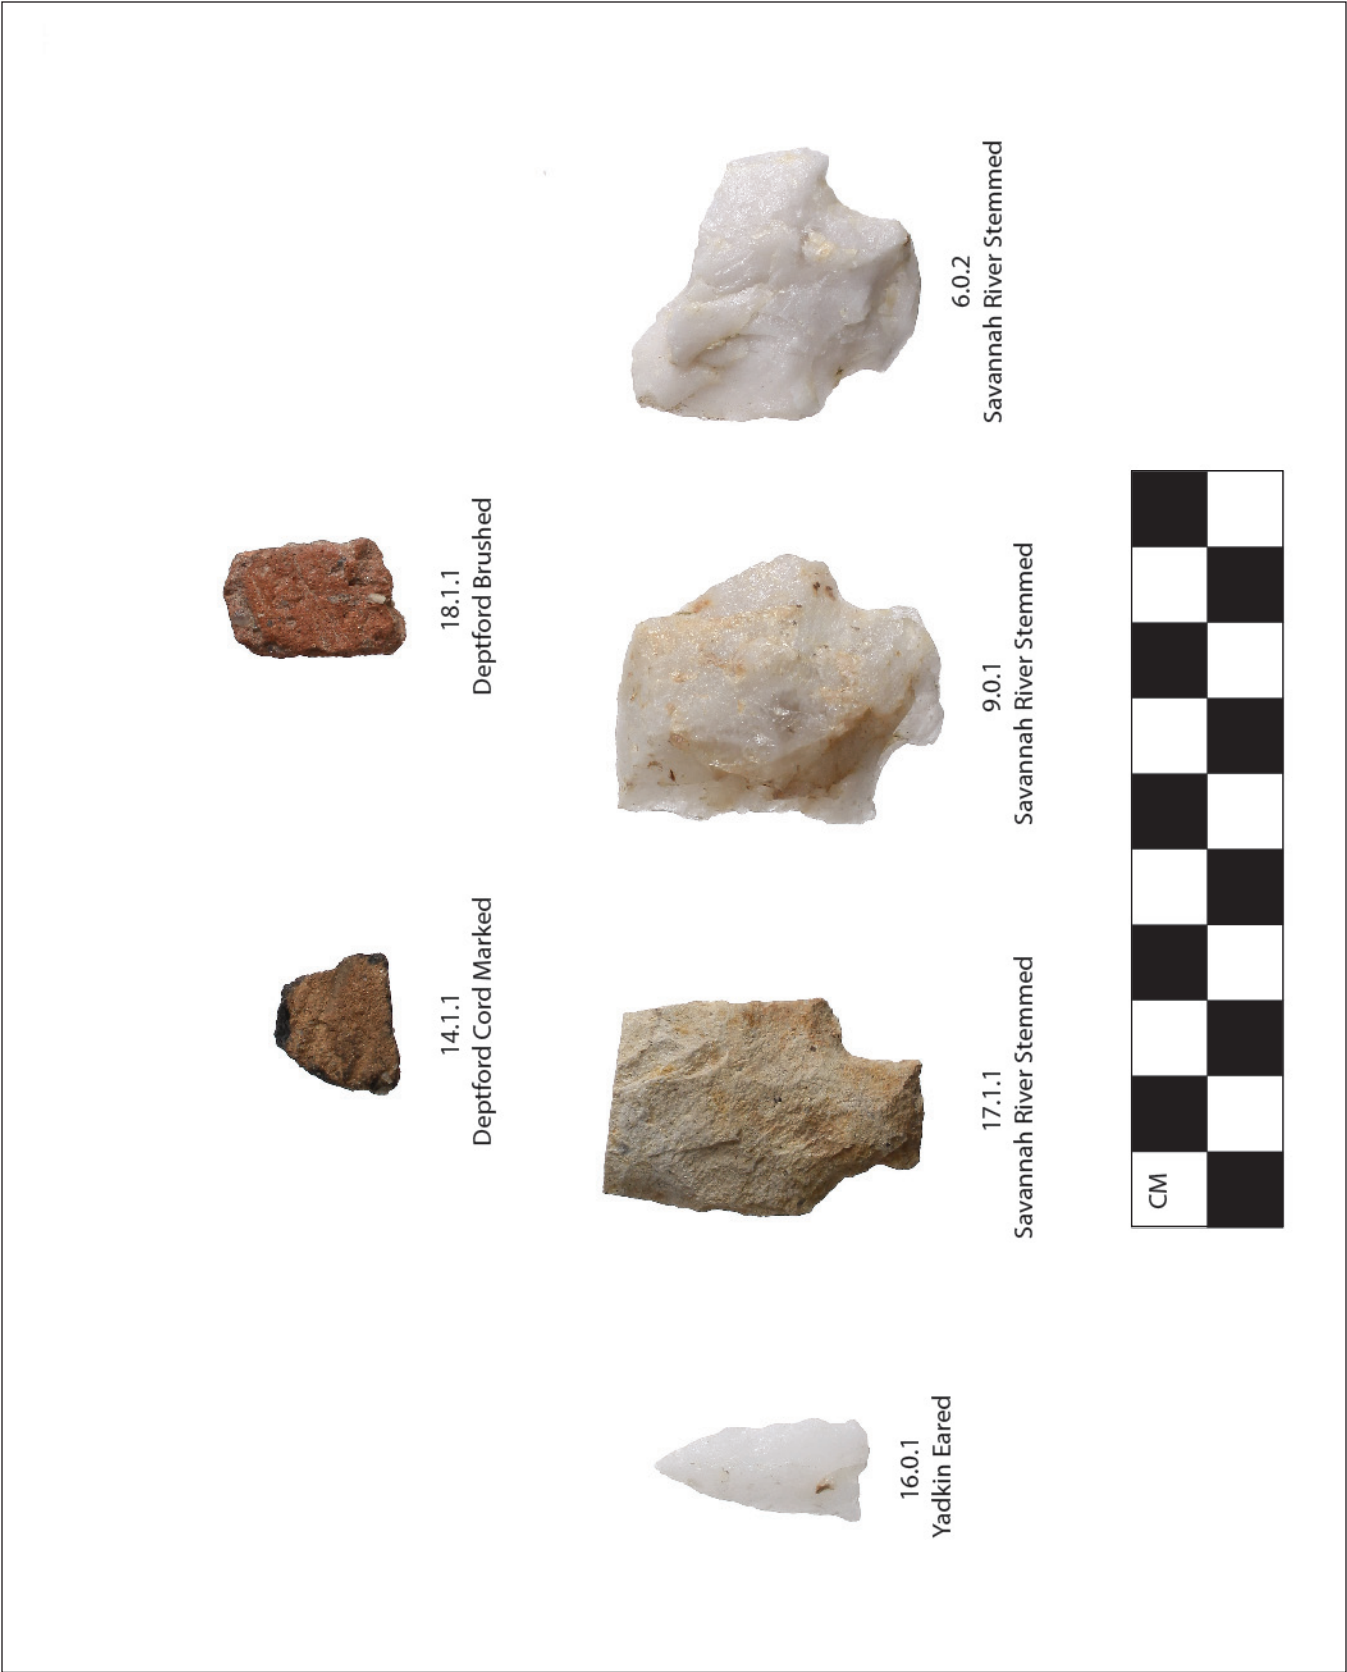 14.1.1
Deptford Cord Marked
18.1.1
Deptford Brushed
16.0.1
Yadkin Eared
17.1.1
Savannah River Stemmed
9.0.1
Savannah River Stemmed
6.0.2
Savannah River Stemmed
CM